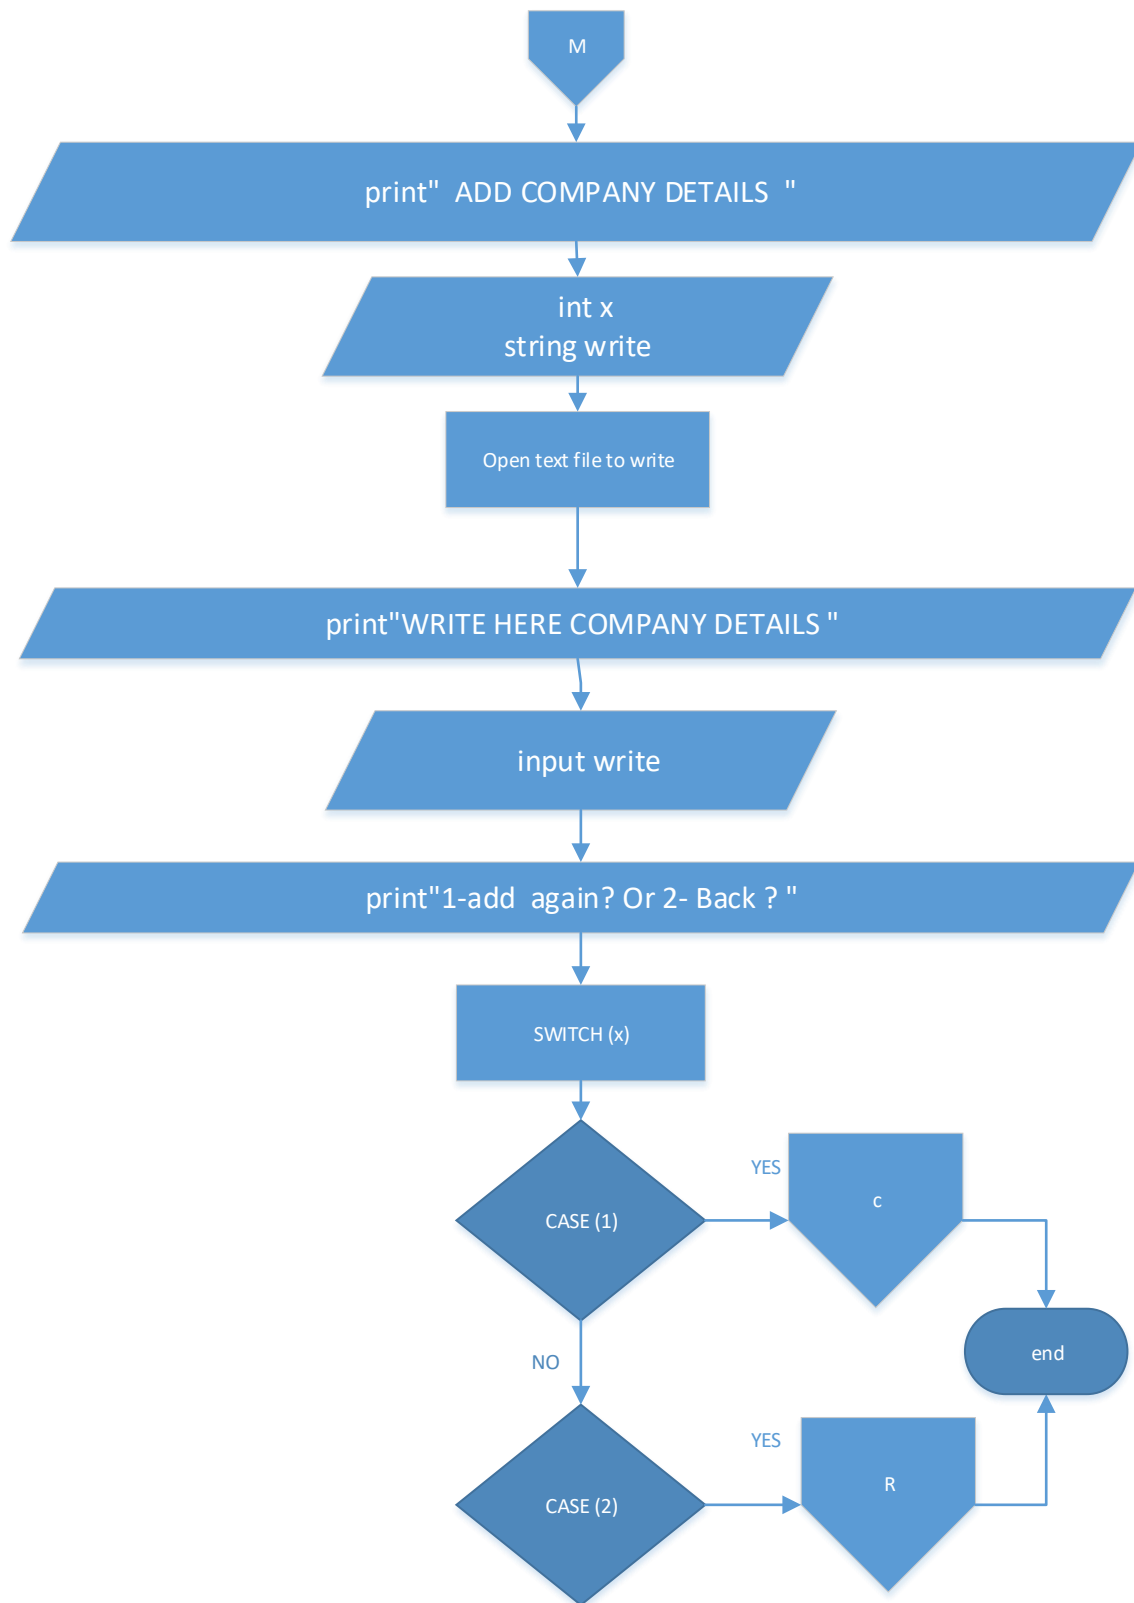 M
print"  ADD COMPANY DETAILS  "
int x
string write
Open text file to write
print"WRITE HERE COMPANY DETAILS "
input write
print"1-add  again? Or 2- Back ? "
SWITCH (x)
CASE (1)
YES
c
end
NO
CASE (2)
YES
R